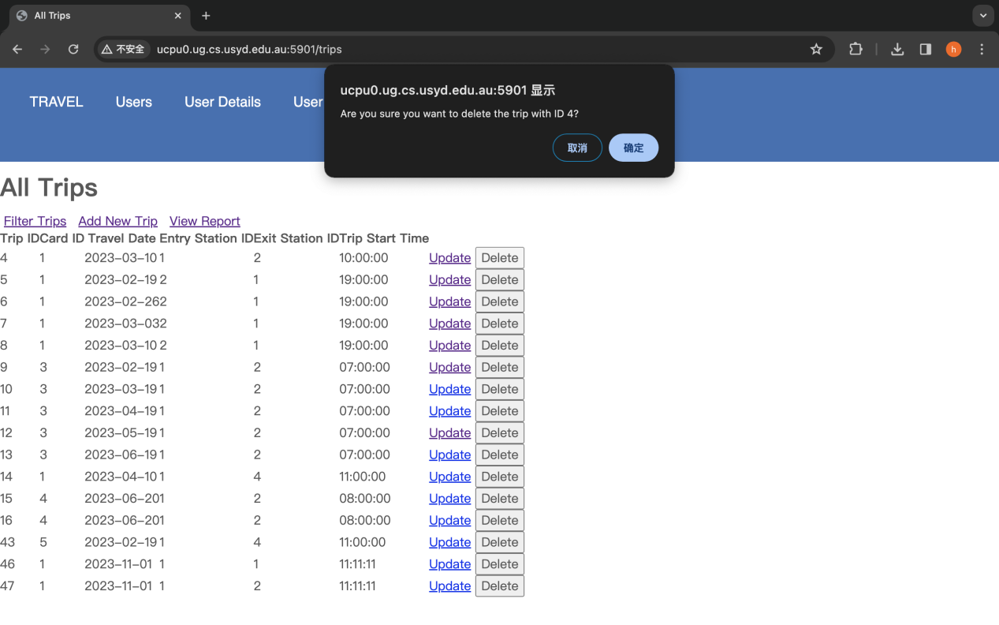 All Trips
不安全 ucpu0.ug.cs.usyd.edu.au:5901/trips h
ucpu0.ug.cs.usyd.edu.au:5901 显示
Are you sure you want to delete the trip with ID 4?
取消 确定
TRAVEL Users User Details User
All Trips
Filter Trips Add New Trip View Report
Trip ID Card ID Travel Date Entry Station ID Exit Station ID Trip Start Time
4 1 2023-03-10 1 2 10:00:00 Update Delete
5 1 2023-02-19 2 1 19:00:00 Update Delete
6 1 2023-02-26 2 1 19:00:00 Update Delete
7 1 2023-03-03 2 1 19:00:00 Update Delete
8 1 2023-03-10 2 1 19:00:00 Update Delete
9 3 2023-02-19 1 2 07:00:00 Update Delete
10 3 2023-03-19 1 2 07:00:00 Update Delete
11 3 2023-04-19 1 2 07:00:00 Update Delete
12 3 2023-05-19 1 2 07:00:00 Update Delete
13 3 2023-06-19 1 2 07:00:00 Update Delete
14 1 2023-04-10 1 4 11:00:00 Update Delete
15 4 2023-06-20 1 2 08:00:00 Update Delete
16 4 2023-06-20 1 2 08:00:00 Update Delete
43 5 2023-02-19 1 4 11:00:00 Update Delete
46 1 2023-11-01 1 1 11:11:11 Update Delete
47 1 2023-11-01 1 2 11:11:11 Update Delete